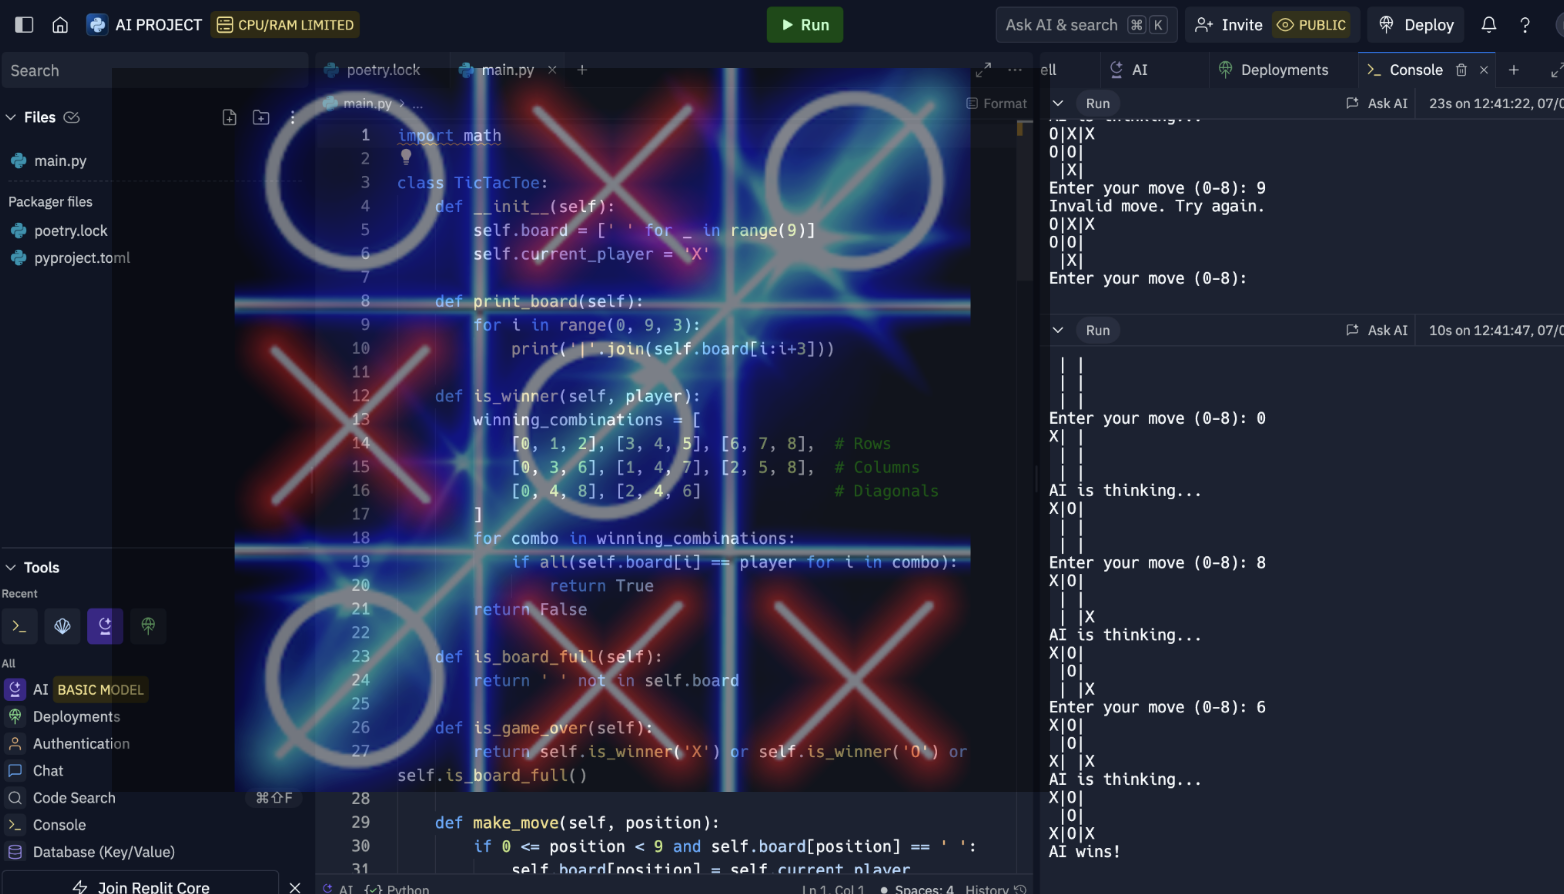 AI PROJECT CPU/RAM LIMITED Run Ask AI & search ⌘ K Invite PUBLIC Deploy ?
Search
Files
main.py
Packager files
poetry.lock
pyproject.toml
Tools
Recent
All
AI BASIC MODEL
Deployments
Authentication
Chat
Code Search ⌘⇧F
Console
Database (Key/Value)
Join Replit Core ×
poetry.lock main.py × +
main.py > ... Format
1 import math
2
3 class TicTacToe:
4 def __init__(self):
5 self.board = [' ' for _ in range(9)]
6 self.current_player = 'X'
7
8 def print_board(self):
9 for i in range(0, 9, 3):
10 print('|'.join(self.board[i:i+3]))
11
12 def is_winner(self, player):
13 winning_combinations = [
14 [0, 1, 2], [3, 4, 5], [6, 7, 8], # Rows
15 [0, 3, 6], [1, 4, 7], [2, 5, 8], # Columns
16 [0, 4, 8], [2, 4, 6] # Diagonals
17 ]
18 for combo in winning_combinations:
19 if all(self.board[i] == player for i in combo):
20 return True
21 return False
22
23 def is_board_full(self):
24 return ' ' not in self.board
25
26 def is_game_over(self):
27 return self.is_winner('X') or self.is_winner('O') or
self.is_board_full()
28
29 def make_move(self, position):
30 if 0 <= position < 9 and self.board[position] == ' ':
31 self.board[position] = self.current_player
AI Python Ln 1, Col 1 Spaces: 4 History
ell AI Deployments Console × +
Run Ask AI 23s on 12:41:22, 07/0
AI is thinking...
O|X|X
O|O|
 |X|
Enter your move (0-8): 9
Invalid move. Try again.
O|X|X
O|O|
 |X|
Enter your move (0-8):
Run Ask AI 10s on 12:41:47, 07/0
 | |
 | |
 | |
Enter your move (0-8): 0
X| |
 | |
 | |
AI is thinking...
X|O|
 | |
 | |
Enter your move (0-8): 8
X|O|
 | |
 | |X
AI is thinking...
X|O|
 |O|
 | |X
Enter your move (0-8): 6
X|O|
 |O|
X| |X
AI is thinking...
X|O|
 |O|
X|O|X
AI wins!